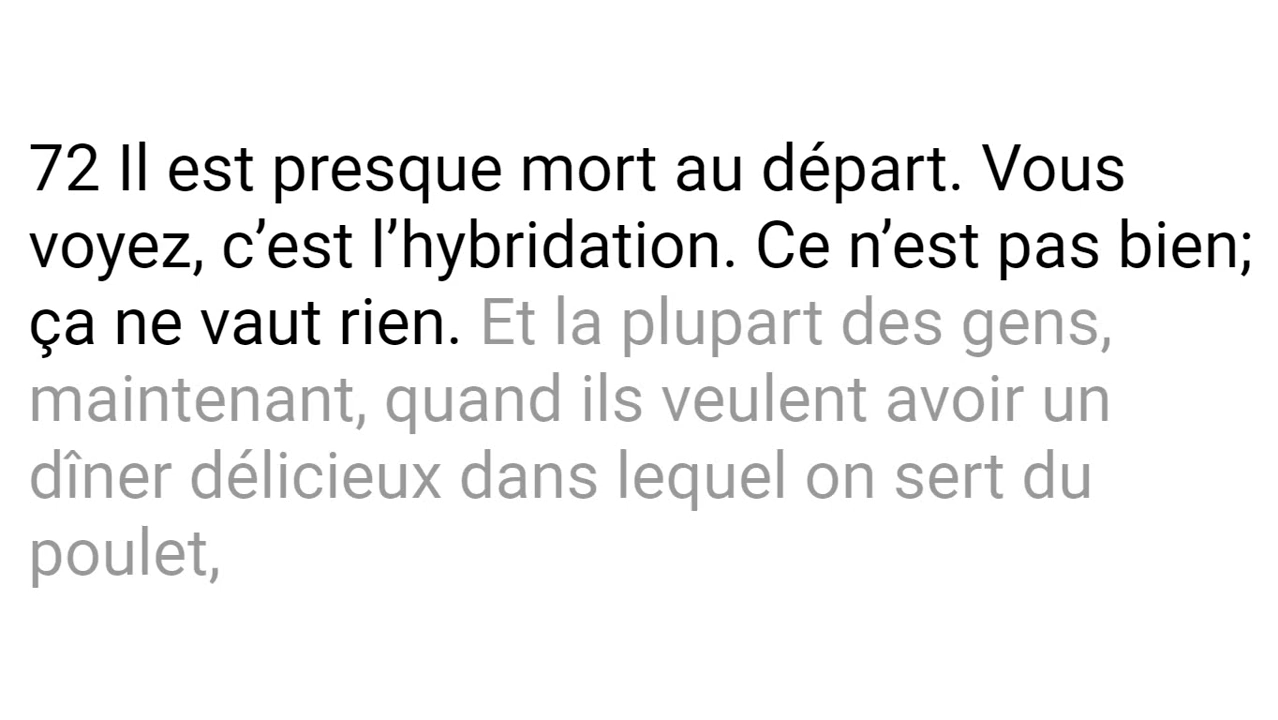 72 Il est presque mort au départ. Vous
voyez, c’est l’hybridation. Ce n’est pas bien;
ça ne vaut rien. Et la plupart des gens,
maintenant, quand ils veulent avoir un
dîner délicieux dans lequel on sert du
poulet,